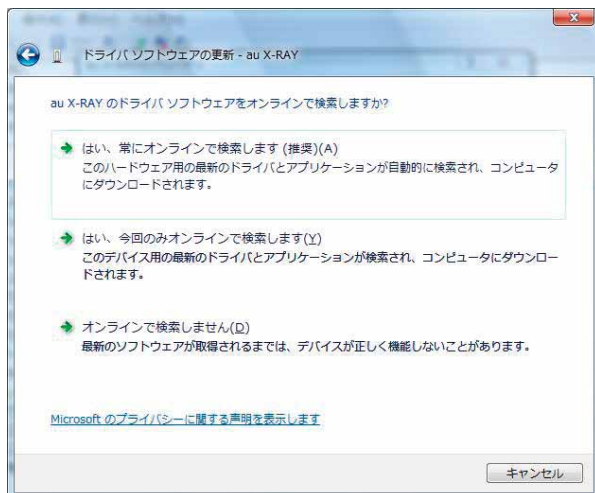 ドライバ ソフトウェアの更新 - au X-RAY
au X-RAY のドライバ ソフトウェアをオンラインで検索しますか?
はい、常にオンラインで検索します (推奨)(A)
このハードウェア用の最新のドライバとアプリケーションが自動的に検索され、コンピュータ
にダウンロードされます。
はい、今回のみオンラインで検索します(Y)
このデバイス用の最新のドライバとアプリケーションが検索され、コンピュータにダウンロー
ドされます。
オンラインで検索しません(D)
最新のソフトウェアが取得されるまでは、デバイスが正しく機能しないことがあります。
Microsoft のプライバシーに関する声明を表示します
キャンセル